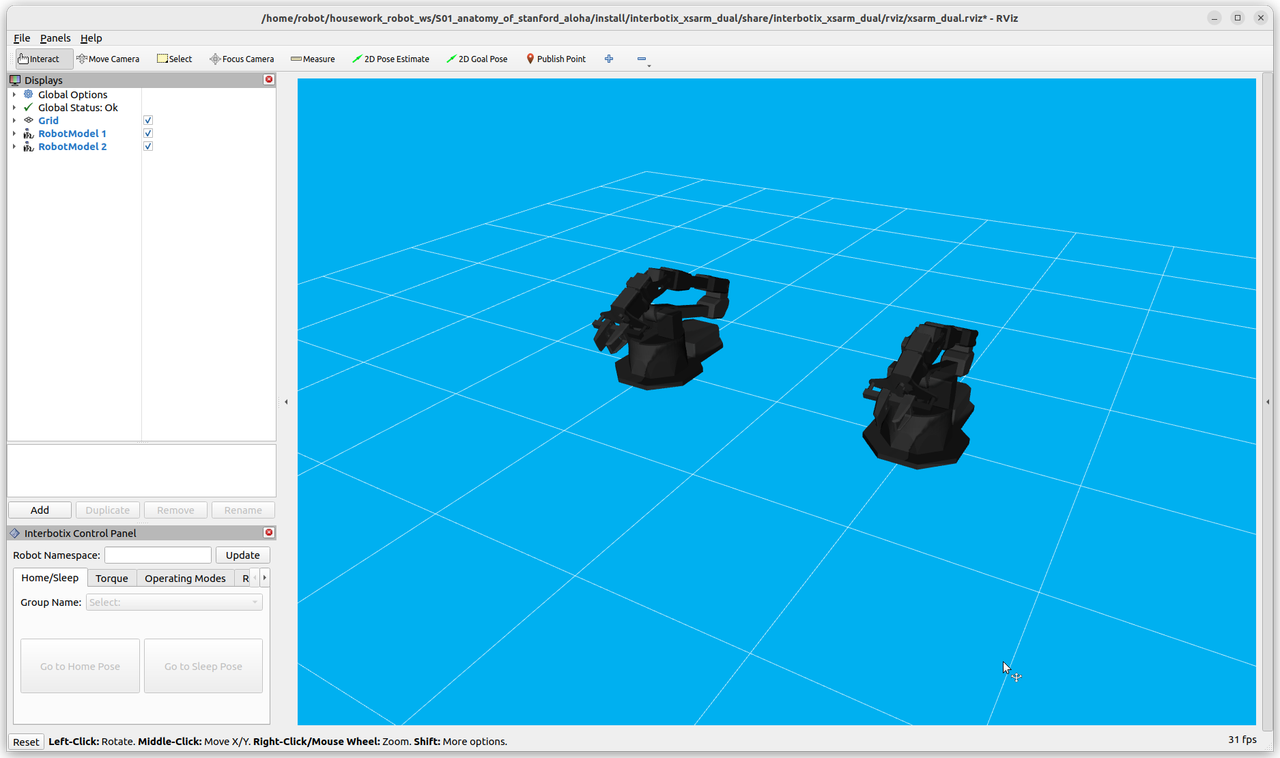 /home/robot/housework_robot_ws/S01_anatomy_of_stanford_aloha/install/interbotix_xsarm_dual/share/interbotix_xsarm_dual/rviz/xsarm_dual.rviz* - RViz
File Panels Help
Interact Move Camera Select Focus Camera Measure 2D Pose Estimate 2D Goal Pose Publish Point
Displays
Global Options
Global Status: Ok
Grid
RobotModel 1
RobotModel 2
Add Duplicate Remove Rename
Interbotix Control Panel
Robot Namespace: Update
Home/Sleep Torque Operating Modes R
Group Name: Select:
Go to Home Pose Go to Sleep Pose
Reset Left-Click: Rotate. Middle-Click: Move X/Y. Right-Click/Mouse Wheel: Zoom. Shift: More options. 31 fps